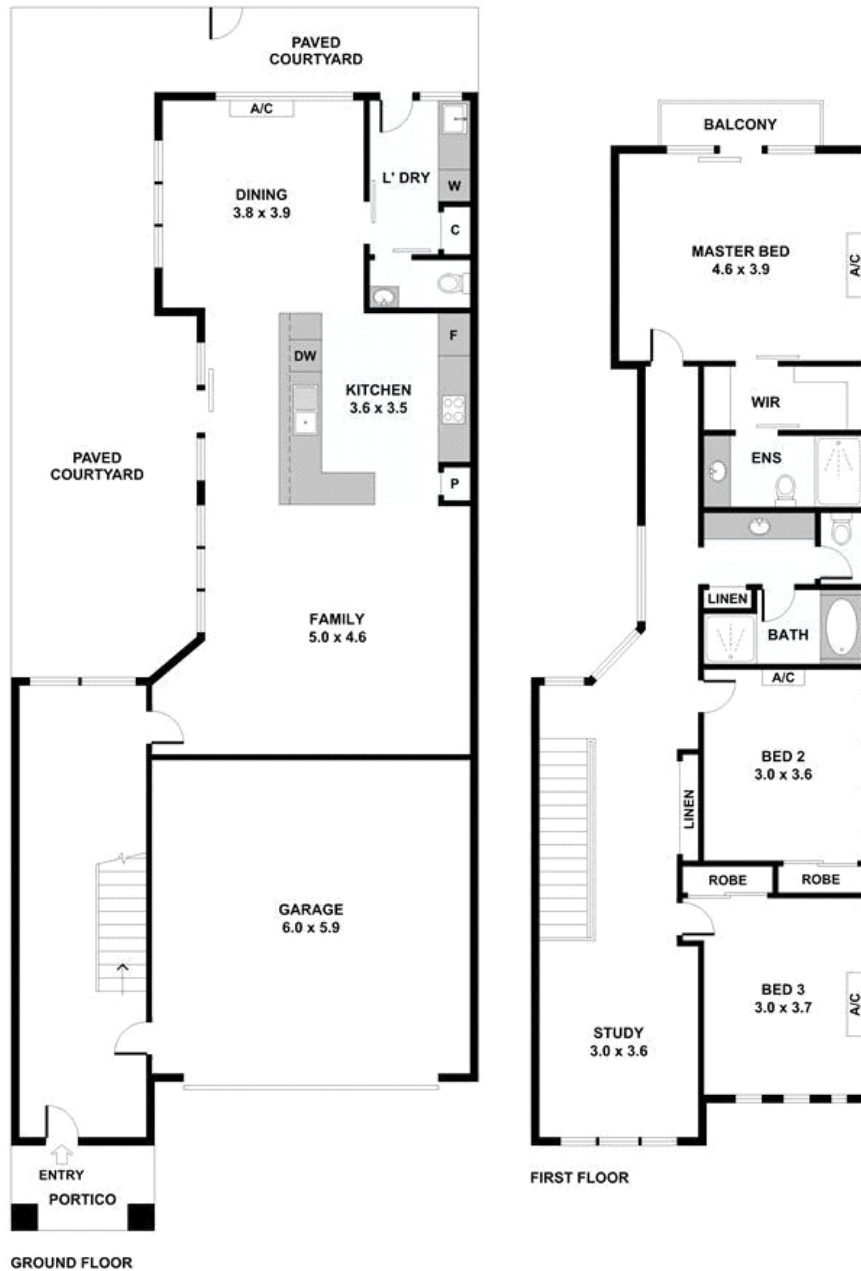 PAVED
COURTYARD
A/C
L' DRY
W
C
DINING
3.8 x 3.9
DW
F
KITCHEN
3.6 x 3.5
P
PAVED
COURTYARD
FAMILY
5.0 x 4.6
GARAGE
6.0 x 5.9
ENTRY
PORTICO
GROUND FLOOR
BALCONY
MASTER BED
4.6 x 3.9
A/C
WIR
ENS
LINEN
BATH
A/C
BED 2
3.0 x 3.6
LINEN
ROBE
ROBE
BED 3
3.0 x 3.7
A/C
STUDY
3.0 x 3.6
FIRST FLOOR